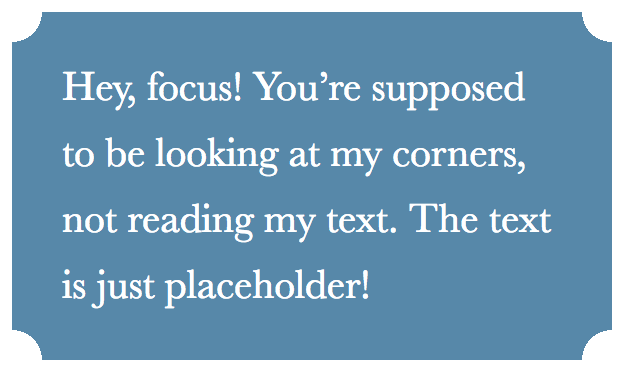 Hey, focus! You’re supposed
to be looking at my corners,
not reading my text. The text
is just placeholder!